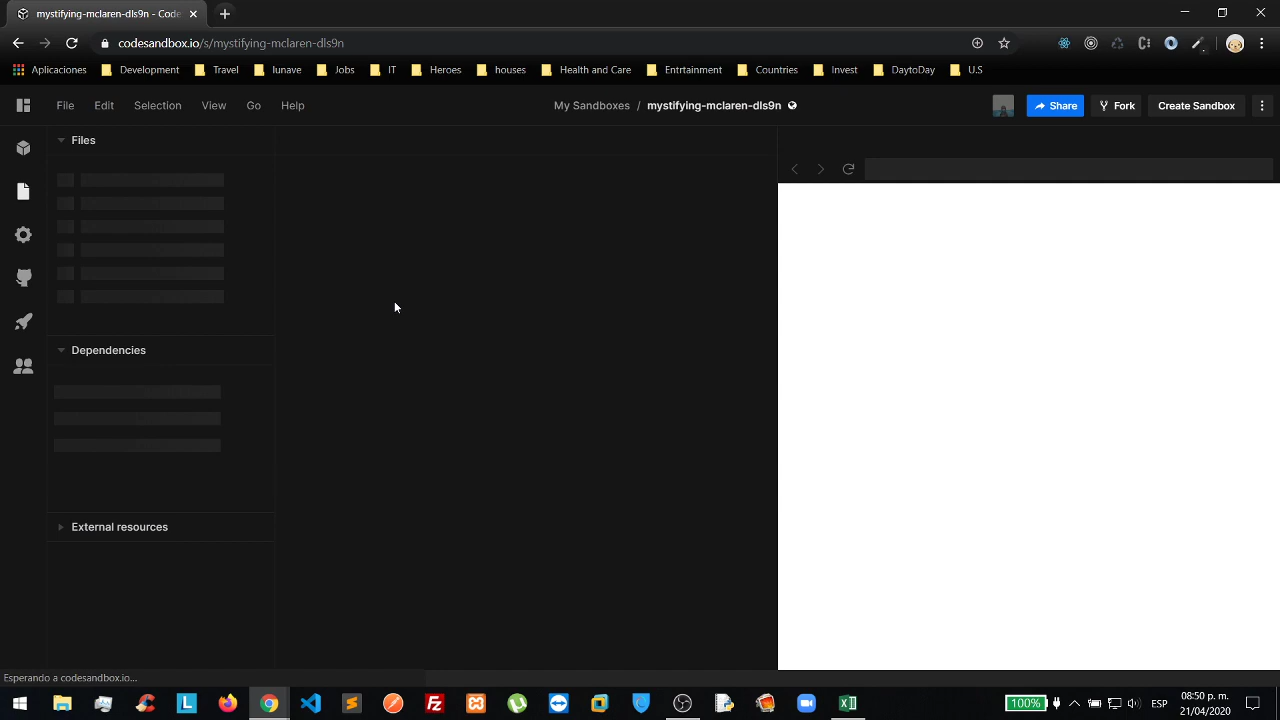 mystifying-mclaren-dls9n - Code
codesandbox.io/s/mystifying-mclaren-dls9n
Aplicaciones Development Travel lunave Jobs IT Heroes houses Health and Care Entrtainment Countries Invest DaytoDay U.S
File Edit Selection View Go Help My Sandboxes / mystifying-mclaren-dls9n Share Fork Create Sandbox
Files
Dependencies
External resources
Esperando a codesandbox.io...
100% ESP 08:50 p. m.
21/04/2020